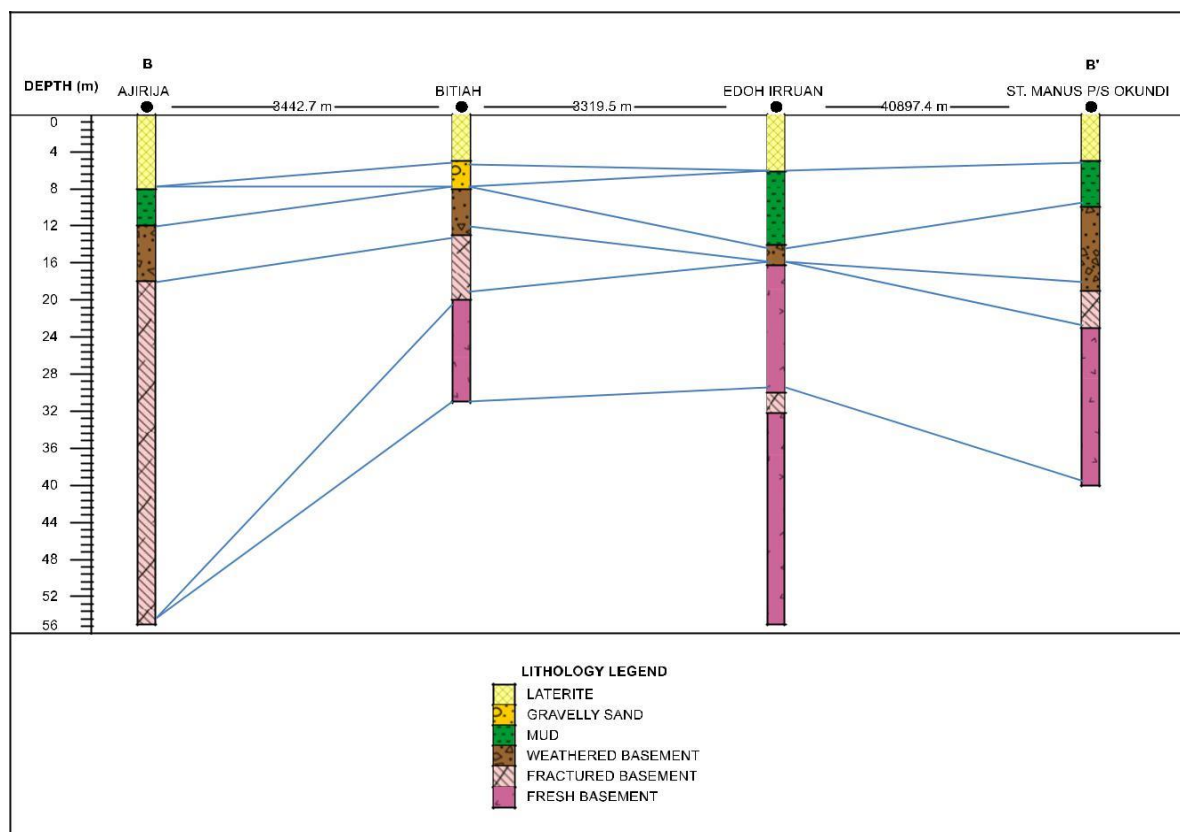 B
B'
DEPTH (m)
AJIRIJA
BITIAH
EDOH IRRUAN
ST. MANUS P/S OKUNDI
3442.7 m
3319.5 m
40897.4 m
0
4
8
12
16
20
24
28
32
36
40
44
48
52
56
LITHOLOGY LEGEND
LATERITE
GRAVELLY SAND
MUD
WEATHERED BASEMENT
FRACTURED BASEMENT
FRESH BASEMENT